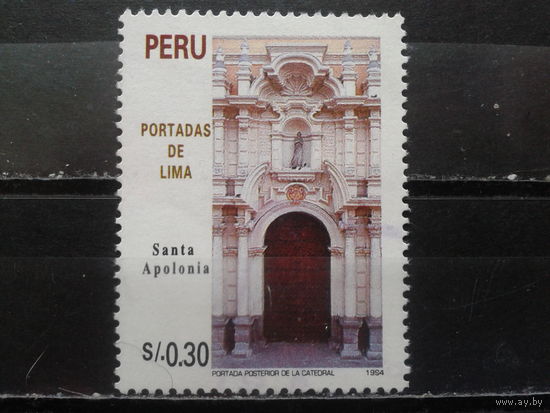 PERU
PORTADAS
DE
LIMA
Santa
Apolonia
S/.0.30
PORTADA POSTERIOR DE LA CATEDRAL 1994
www.ay.by